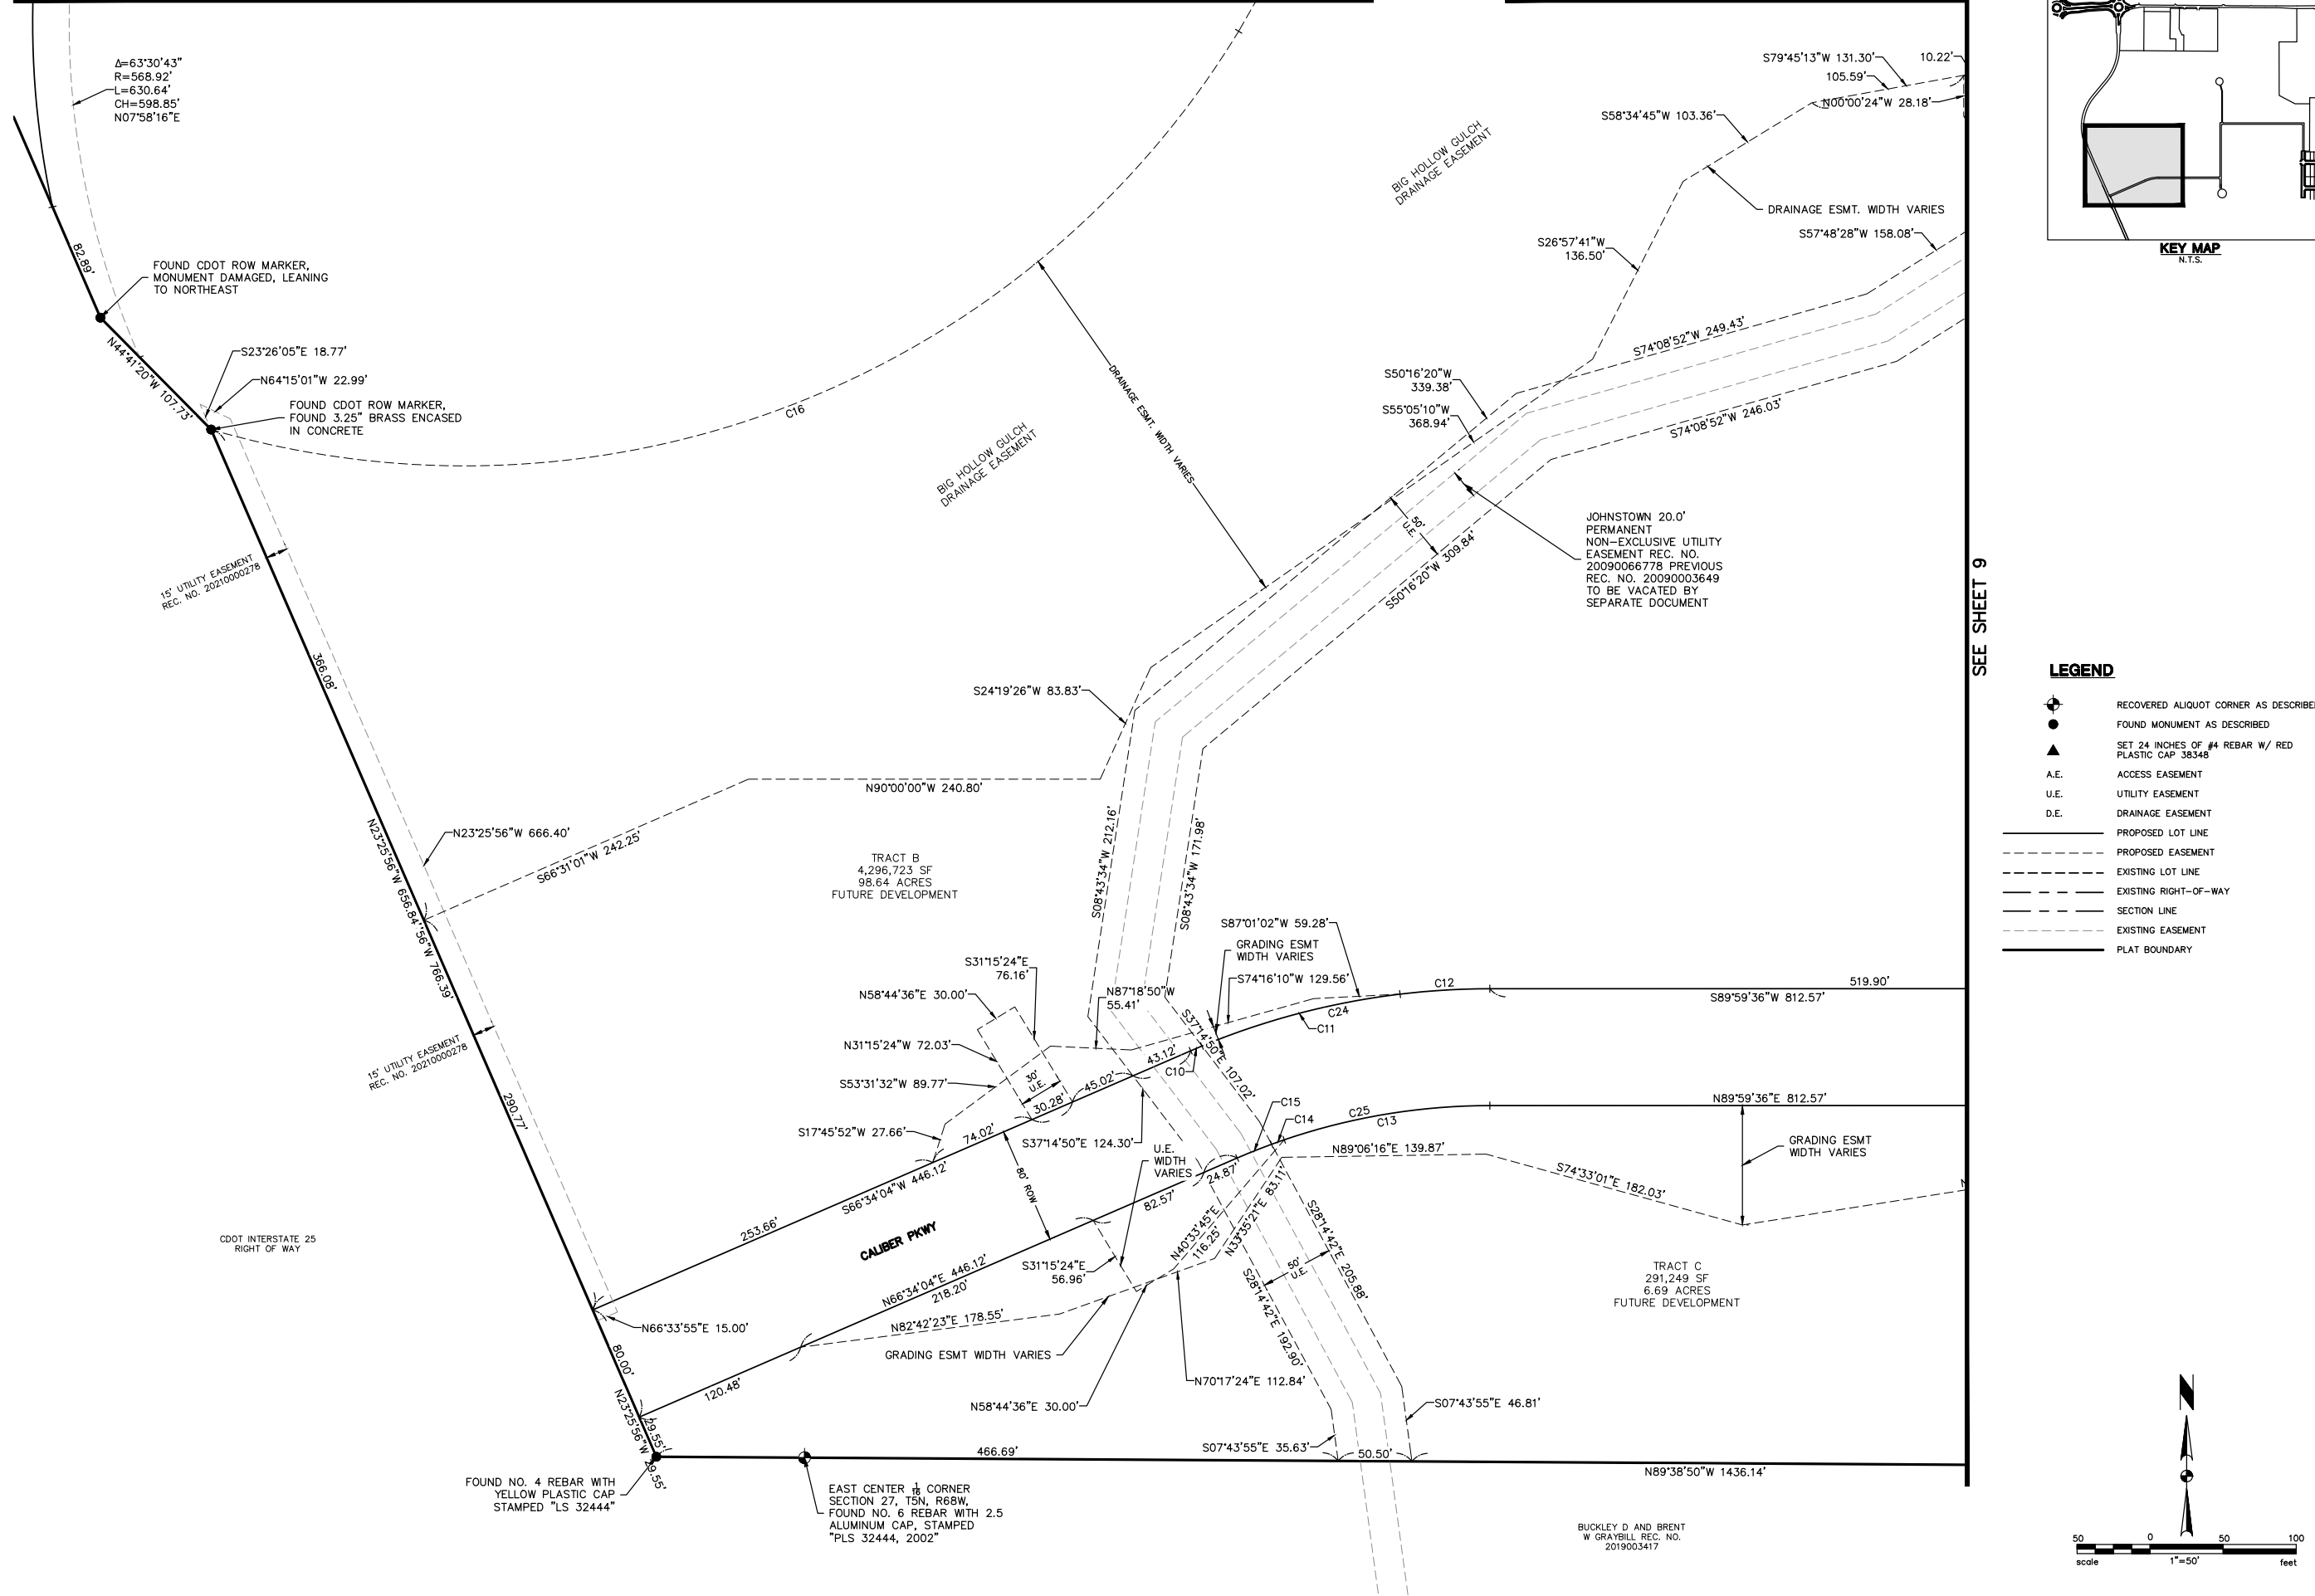 Δ=63°30'43"
R=568.92'
L=630.64'
CH=598.85'
N07°58'16"E
82.89'
FOUND CDOT ROW MARKER,
MONUMENT DAMAGED, LEANING
TO NORTHEAST
N44°41'20"W 107.73'
S23°26'05"E 18.77'
N64°15'01"W 22.99'
FOUND CDOT ROW MARKER,
FOUND 3.25" BRASS ENCASED
IN CONCRETE
15' UTILITY EASEMENT
REC. NO. 20210000278
366.08'
C16
BIG HOLLOW GULCH
DRAINAGE EASEMENT
DRAINAGE ESMT. WIDTH VARIES
BIG HOLLOW GULCH
DRAINAGE EASEMENT
S79°45'13"W 131.30'
10.22'
105.59'
N00°00'24"W 28.18'
S58°34'45"W 103.36'
DRAINAGE ESMT. WIDTH VARIES
S57°48'28"W 158.08'
S26°57'41"W
136.50'
S74°08'52"W 249.43'
S50°16'20"W
339.38'
S55°05'10"W
368.94'
S74°08'52"W 246.03'
50'
U.E.
S50°16'20"W 309.84'
JOHNSTOWN 20.0'
PERMANENT
NON-EXCLUSIVE UTILITY
EASEMENT REC. NO.
20090066778 PREVIOUS
REC. NO. 20090003649
TO BE VACATED BY
SEPARATE DOCUMENT
SEE SHEET 9
S24°19'26"W 83.83'
N90°00'00"W 240.80'
N23°25'56"W 666.40'
S66°31'01"W 242.25'
N23°25'56"W 656.84'
'56"W 766.39'
TRACT B
4,296,723 SF
98.64 ACRES
FUTURE DEVELOPMENT
S08°43'34"W 212.16'
S08°43'34"W 171.98'
S87°01'02"W 59.28'
GRADING ESMT
WIDTH VARIES
S74°16'10"W 129.56'
C12
519.90'
S89°59'36"W 812.57'
C24
C11
S31°15'24"E
76.16'
N58°44'36"E 30.00'
N87°18'50"W
55.41'
N31°15'24"W 72.03'
S37°14'50"E 107.02'
43.12'
C10
S53°31'32"W 89.77'
30'
U.E.
45.02'
30.28'
15' UTILITY EASEMENT
REC. NO. 20210000278
290.77'
S17°45'52"W 27.66'
74.02'
S37°14'50"E 124.30'
C15
C14
C25
C13
N89°59'36"E 812.57'
U.E.
WIDTH
VARIES
24.87'
N89°06'16"E 139.87'
GRADING ESMT
WIDTH VARIES
S74°33'01"E 182.03'
80' ROW
S66°34'04"W 446.12'
253.66'
82.57'
N40°33'45"E
116.25'
N33°35'21"E 83.11'
S28°14'42"E 205.88'
CDOT INTERSTATE 25
RIGHT OF WAY
CALIBER PKWY
N66°34'04"E 446.12'
218.20'
S31°15'24"E
56.96'
50'
U.E.
S28°14'42"E 192.90'
TRACT C
291,249 SF
6.69 ACRES
FUTURE DEVELOPMENT
N66°33'55"E 15.00'
N82°42'23"E 178.55'
GRADING ESMT WIDTH VARIES
80.00'
120.48'
N70°17'24"E 112.84'
N58°44'36"E 30.00'
S07°43'55"E 46.81'
N23°25'56"W
29.55'
29.55'
466.69'
S07°43'55"E 35.63'
50.50'
N89°38'50"W 1436.14'
FOUND NO. 4 REBAR WITH
YELLOW PLASTIC CAP
STAMPED "LS 32444"
EAST CENTER 1/16 CORNER
SECTION 27, T5N, R68W,
FOUND NO. 6 REBAR WITH 2.5
ALUMINUM CAP, STAMPED
"PLS 32444, 2002"
BUCKLEY D AND BRENT
W GRAYBILL REC. NO.
2019003417
KEY MAP
N.T.S.
LEGEND
RECOVERED ALIQUOT CORNER AS DESCRIBED
FOUND MONUMENT AS DESCRIBED
SET 24 INCHES OF #4 REBAR W/ RED
PLASTIC CAP 38348
A.E. ACCESS EASEMENT
U.E. UTILITY EASEMENT
D.E. DRAINAGE EASEMENT
PROPOSED LOT LINE
PROPOSED EASEMENT
EXISTING LOT LINE
EXISTING RIGHT-OF-WAY
SECTION LINE
EXISTING EASEMENT
PLAT BOUNDARY
N
50 0 50 100
scale 1"=50' feet